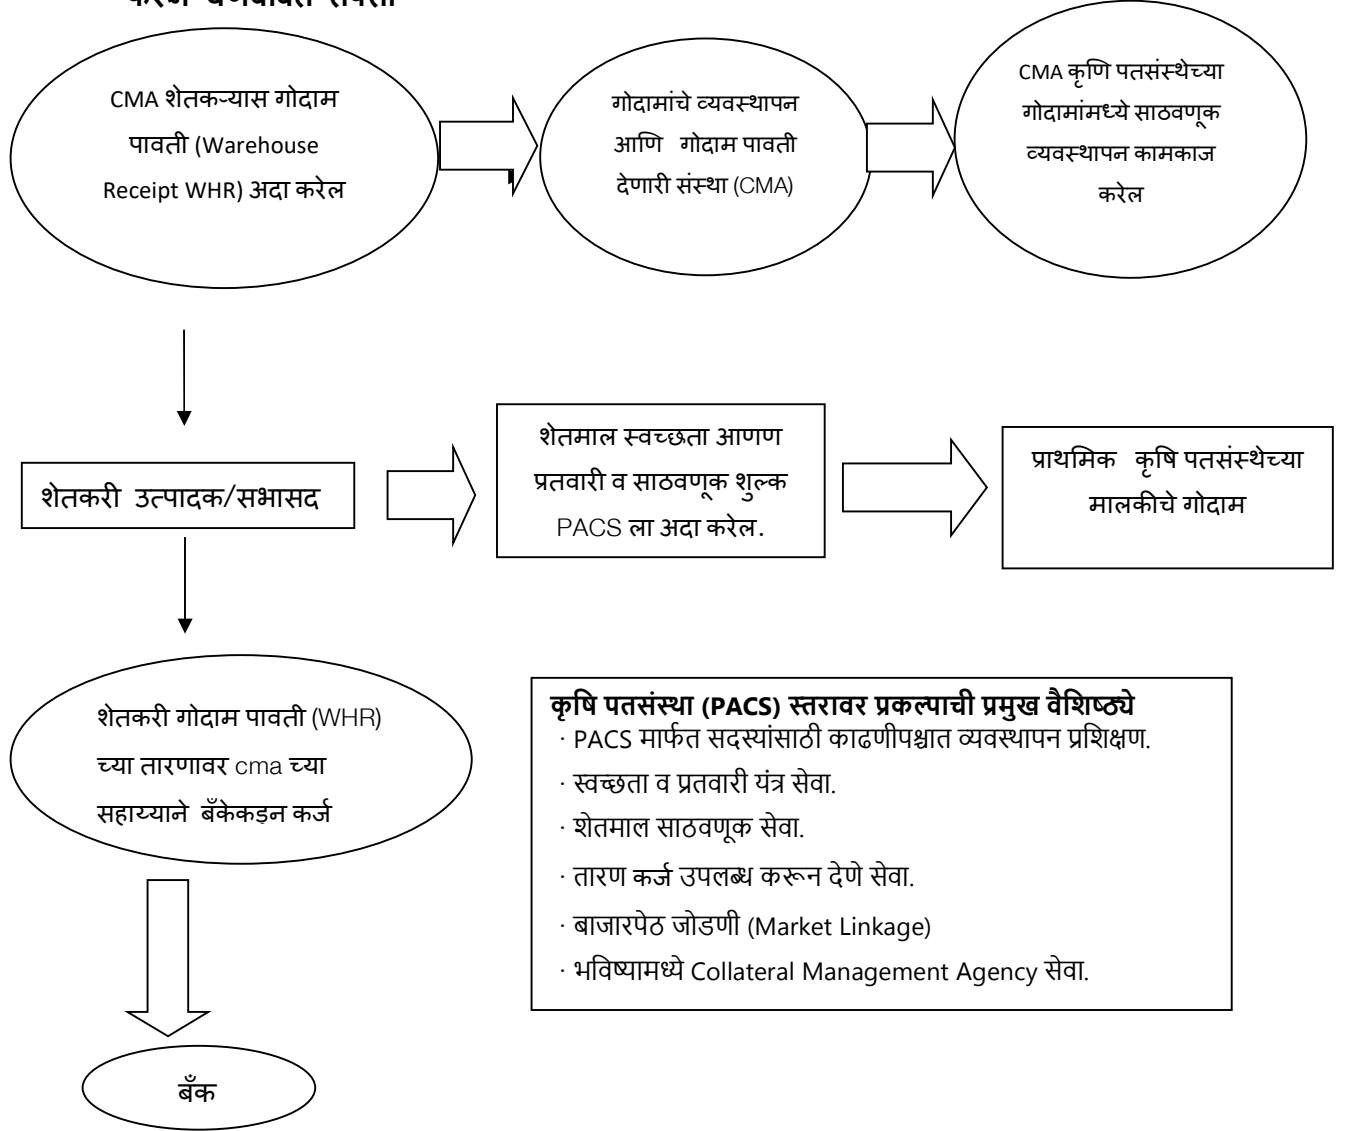 CMA शेतकऱ्यास गोदाम
पावती (Warehouse
Receipt WHR) अदा करेल
गोदामांचे व्यवस्थापन
आणि गोदाम पावती
देणारी संस्था (CMA)
CMA कृणि पतसंस्थेच्या
गोदामांमध्ये साठवणूक
व्यवस्थापन कामकाज
करेल
शेतकरी उत्पादक/सभासद
शेतमाल स्वच्छता आणण
प्रतवारी व साठवणूक शुल्क
PACS ला अदा करेल.
प्राथमिक कृषि पतसंस्थेच्या
मालकीचे गोदाम
शेतकरी गोदाम पावती (WHR)
च्या तारणावर cma च्या
सहाय्याने बँकेकडन कर्ज
बँक
कृषि पतसंस्था (PACS) स्तरावर प्रकल्पाची प्रमुख वैशिष्ठ्ये
· PACS मार्फत सदस्यांसाठी काढणीपश्चात व्यवस्थापन प्रशिक्षण.
· स्वच्छता व प्रतवारी यंत्र सेवा.
· शेतमाल साठवणूक सेवा.
· तारण कर्ज उपलब्ध करून देणे सेवा.
· बाजारपेठ जोडणी (Market Linkage)
· भविष्यामध्ये Collateral Management Agency सेवा.